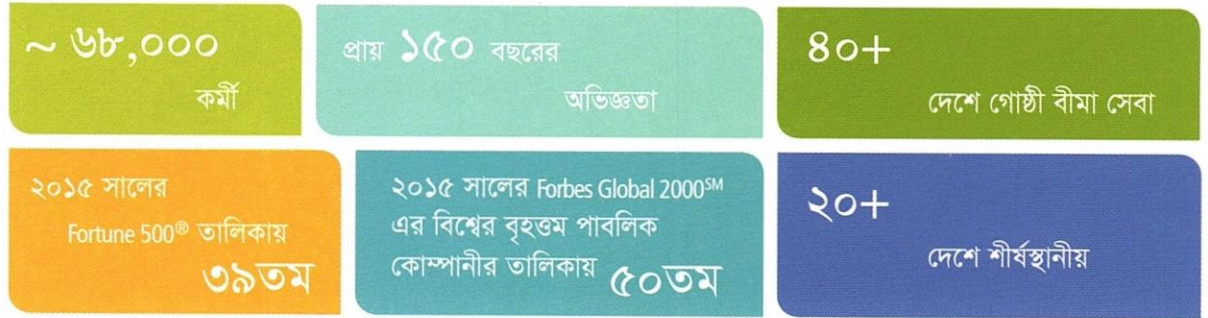 ~ ৬৮,০০০
কর্মী
প্রায় ১৫০ বছরের
অভিজ্ঞতা
৪০+
দেশে গোষ্ঠী বীমা সেবা
২০১৫ সালের
Fortune 500® তালিকায়
৩৯তম
২০১৫ সালের Forbes Global 2000℠
এর বিশ্বের বৃহত্তম পাবলিক
কোম্পানীর তালিকায় ৫০তম
২০+
দেশে শীর্ষস্থানীয়